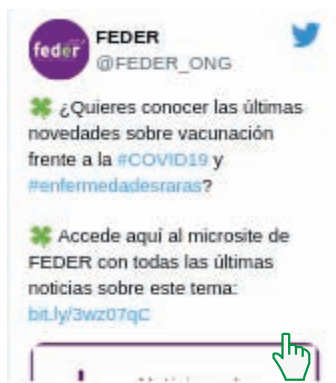 feder
FEDER
@FEDER_ONG
🍀 ¿Quieres conocer las últimas
novedades sobre vacunación
frente a la #COVID19 y
#enfermedadesraras?
🍀 Accede aquí al microsite de
FEDER con todas las últimas
noticias sobre este tema:
bit.ly/3wz07qC